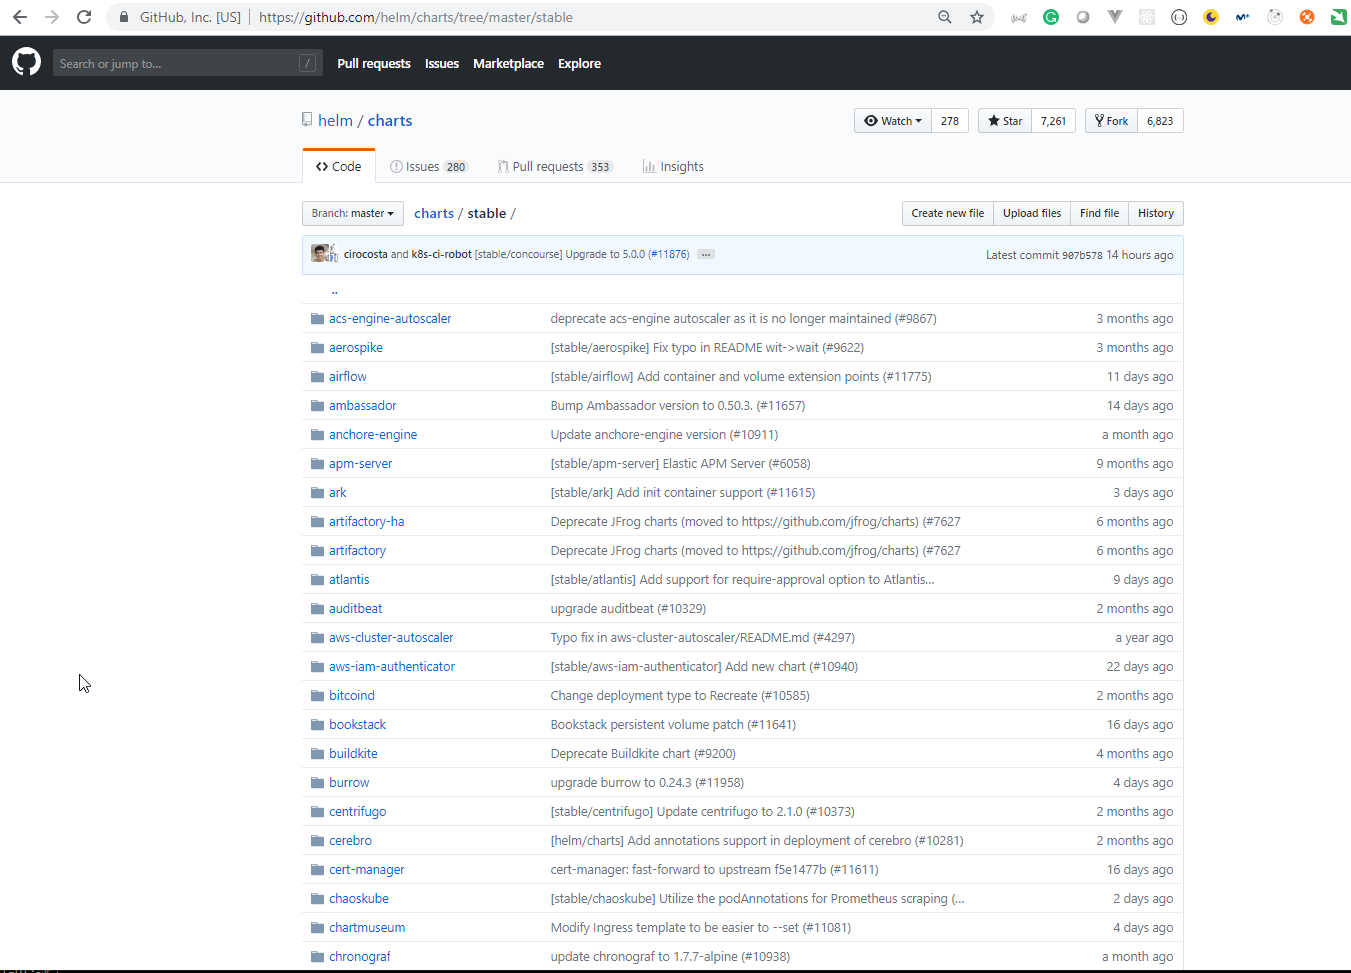 GitHub, Inc. [US] | https://github.com/helm/charts/tree/master/stable
Search or jump to... / Pull requests Issues Marketplace Explore
helm / charts Watch 278 Star 7,261 Fork 6,823
Code Issues 280 Pull requests 353 Insights
Branch: master charts / stable / Create new file Upload files Find file History
cirocosta and k8s-ci-robot [stable/concourse] Upgrade to 5.0.0 (#11876) ... Latest commit 907b578 14 hours ago
..
acs-engine-autoscaler deprecate acs-engine autoscaler as it is no longer maintained (#9867) 3 months ago
aerospike [stable/aerospike] Fix typo in README wit->wait (#9622) 3 months ago
airflow [stable/airflow] Add container and volume extension points (#11775) 11 days ago
ambassador Bump Ambassador version to 0.50.3. (#11657) 14 days ago
anchore-engine Update anchore-engine version (#10911) a month ago
apm-server [stable/apm-server] Elastic APM Server (#6058) 9 months ago
ark [stable/ark] Add init container support (#11615) 3 days ago
artifactory-ha Deprecate JFrog charts (moved to https://github.com/jfrog/charts) (#7627 6 months ago
artifactory Deprecate JFrog charts (moved to https://github.com/jfrog/charts) (#7627 6 months ago
atlantis [stable/atlantis] Add support for require-approval option to Atlantis... 9 days ago
auditbeat upgrade auditbeat (#10329) 2 months ago
aws-cluster-autoscaler Typo fix in aws-cluster-autoscaler/README.md (#4297) a year ago
aws-iam-authenticator [stable/aws-iam-authenticator] Add new chart (#10940) 22 days ago
bitcoind Change deployment type to Recreate (#10585) 2 months ago
bookstack Bookstack persistent volume patch (#11641) 16 days ago
buildkite Deprecate Buildkite chart (#9200) 4 months ago
burrow upgrade burrow to 0.24.3 (#11958) 4 days ago
centrifugo [stable/centrifugo] Update centrifugo to 2.1.0 (#10373) 2 months ago
cerebro [helm/charts] Add annotations support in deployment of cerebro (#10281) 2 months ago
cert-manager cert-manager: fast-forward to upstream f5e1477b (#11611) 16 days ago
chaoskube [stable/chaoskube] Utilize the podAnnotations for Prometheus scraping (... 2 days ago
chartmuseum Modify Ingress template to be easier to --set (#11081) 4 days ago
chronograf update chronograf to 1.7.7-alpine (#10938) a month ago